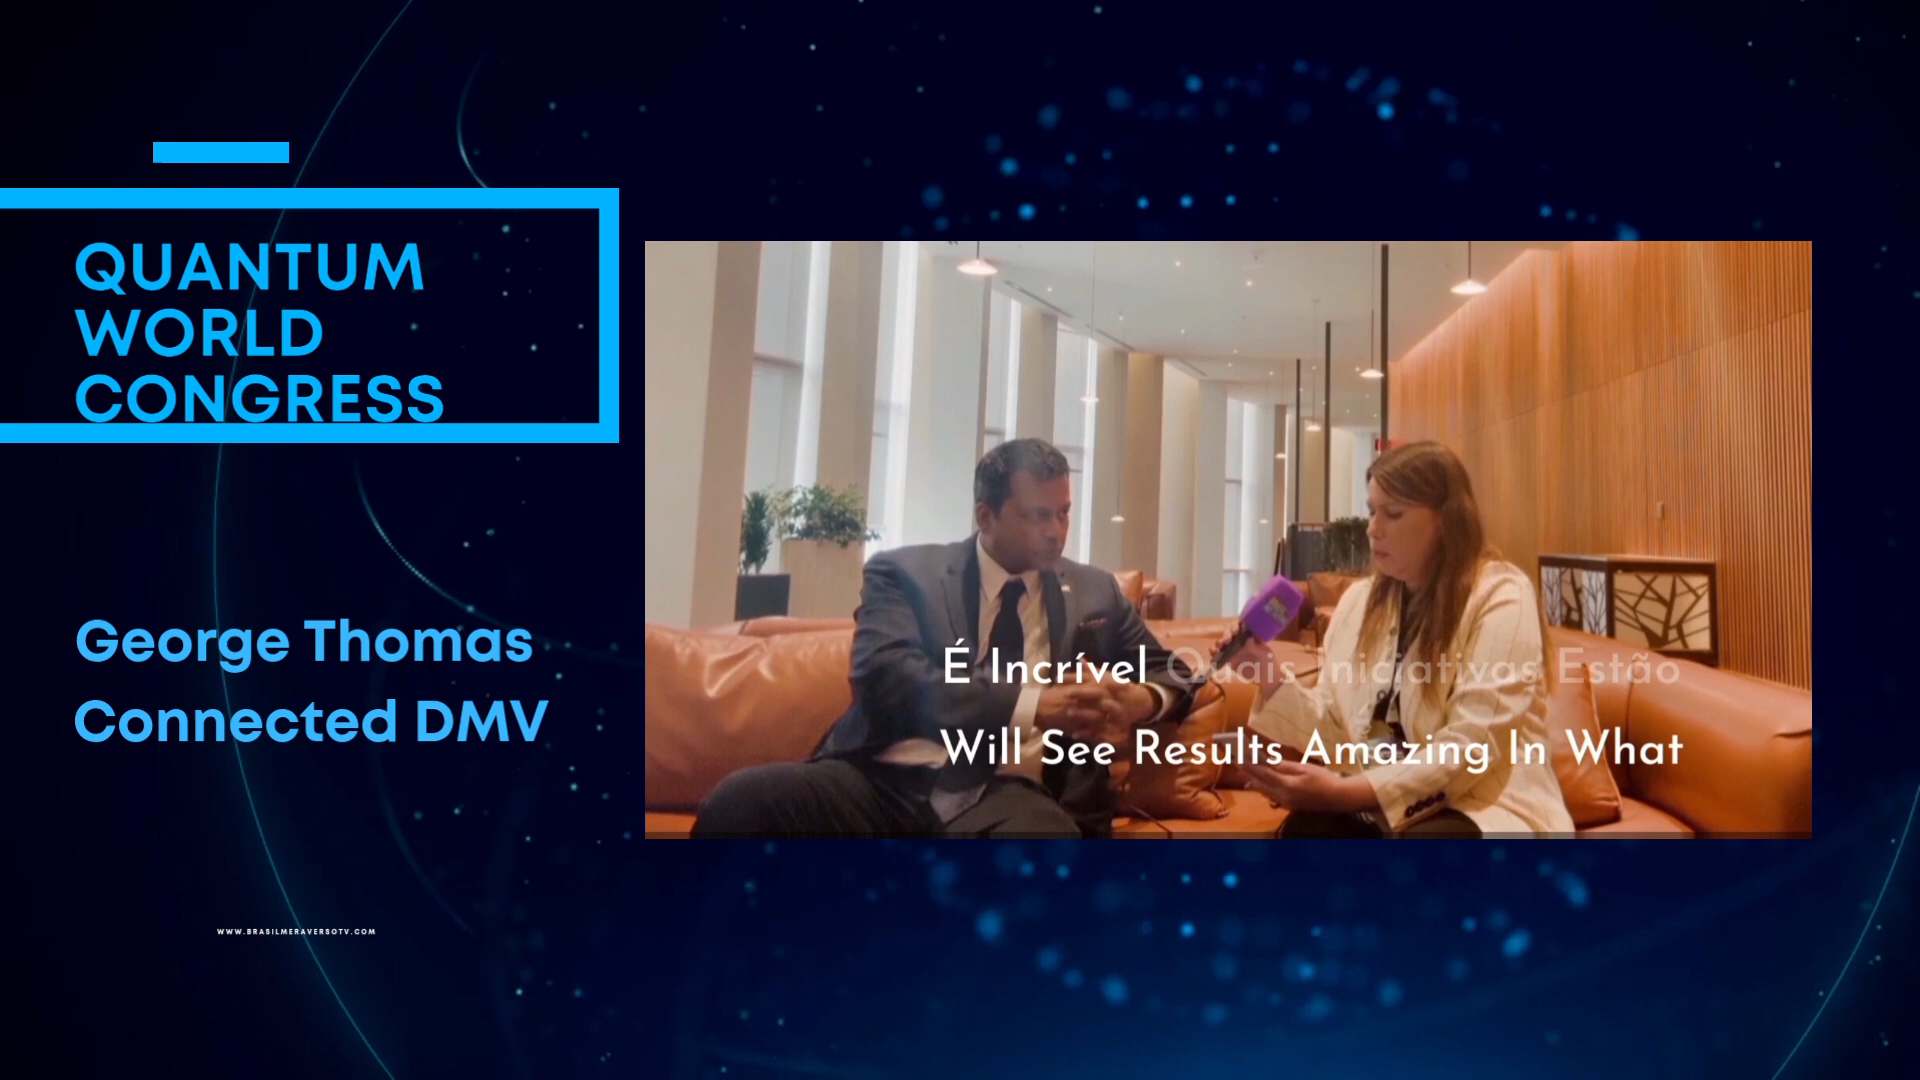 QUANTUM
WORLD
CONGRESS
George Thomas
Connected DMV
É Incrível Quais Iniciativas Estão
Will See Results Amazing In What
WWW.BRASILMERAVERSOTV.COM